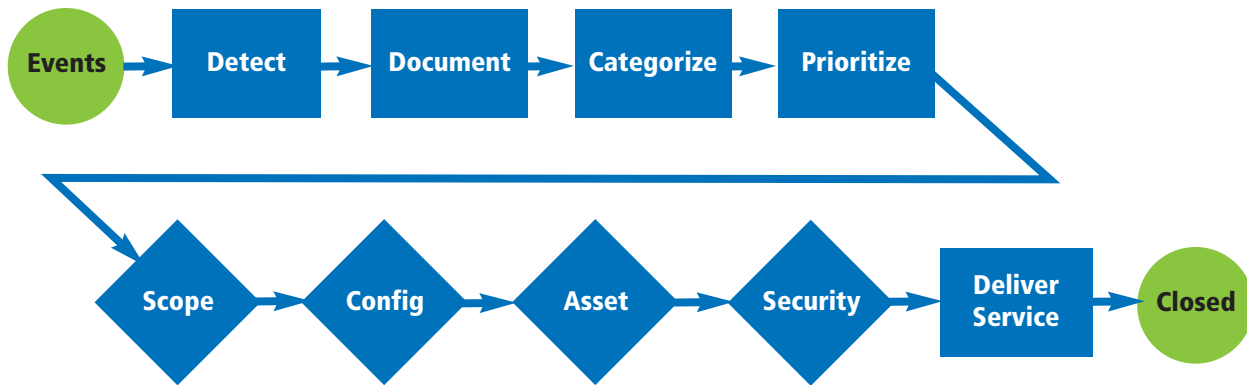 Events
Detect
Document
Categorize
Prioritize
Scope
Config
Asset
Security
Deliver
Service
Closed